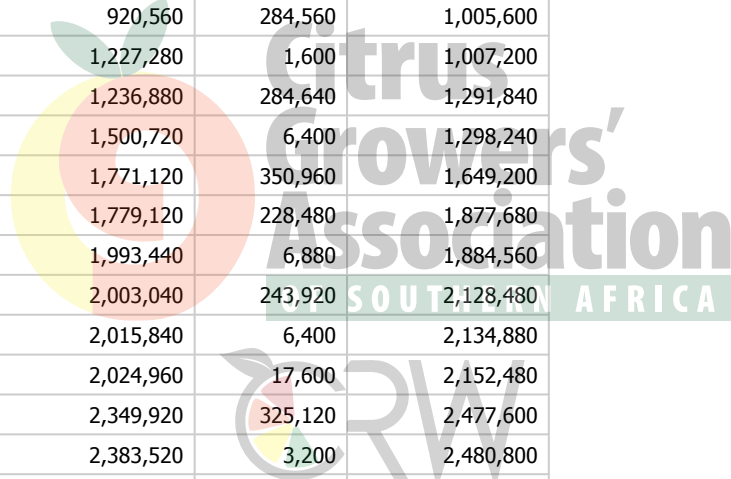 920,560 284,560 1,005,600
1,227,280 1,600 1,007,200
1,236,880 284,640 1,291,840
1,500,720 6,400 1,298,240
1,771,120 350,960 1,649,200
1,779,120 228,480 1,877,680
1,993,440 6,880 1,884,560
2,003,040 243,920 2,128,480
2,015,840 6,400 2,134,880
2,024,960 17,600 2,152,480
2,349,920 325,120 2,477,600
2,383,520 3,200 2,480,800
Citrus
Growers'
Association
OF SOUTHERN AFRICA
CRW